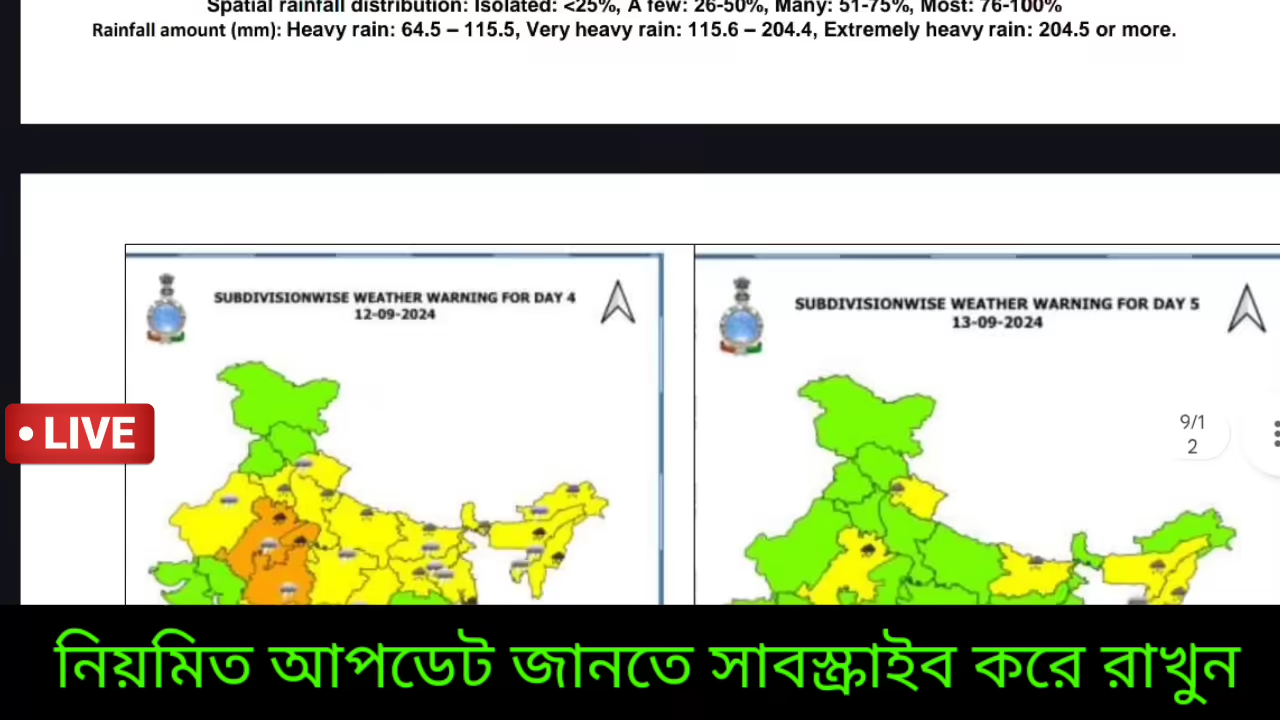 Spatial rainfall distribution: Isolated: <25%, A few: 26-50%, Many: 51-75%, Most: 76-100%
Rainfall amount (mm): Heavy rain: 64.5 – 115.5, Very heavy rain: 115.6 – 204.4, Extremely heavy rain: 204.5 or more.
SUBDIVISIONWISE WEATHER WARNING FOR DAY 4
12-09-2024
SUBDIVISIONWISE WEATHER WARNING FOR DAY 5
13-09-2024
• LIVE
9/1
2
নিয়মিত আপডেট জানতে সাবস্ক্রাইব করে রাখুন